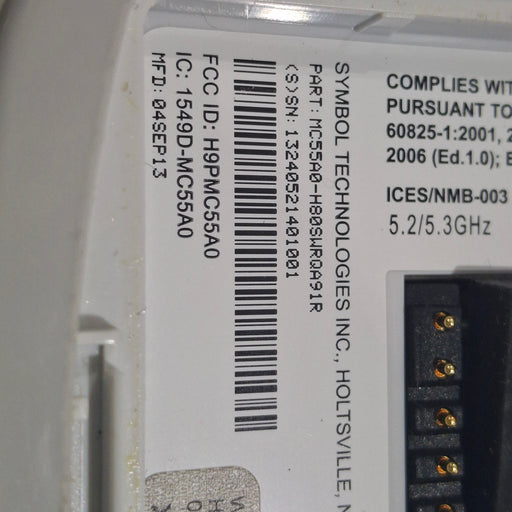 SYMBOL TECHNOLOGIES INC., HOLTSVILLE,
PART: MC55A0-H80SWRQA91R
(S)SN: 13240521401001
FCC ID: H9PMC55A0
IC: 1549D-MC55A0
MFD: 04SEP13
COMPLIES WIT
PURSUANT TO
60825-1:2001, 2
2006 (Ed.1.0); E
ICES/NMB-003
5.2/5.3GHz